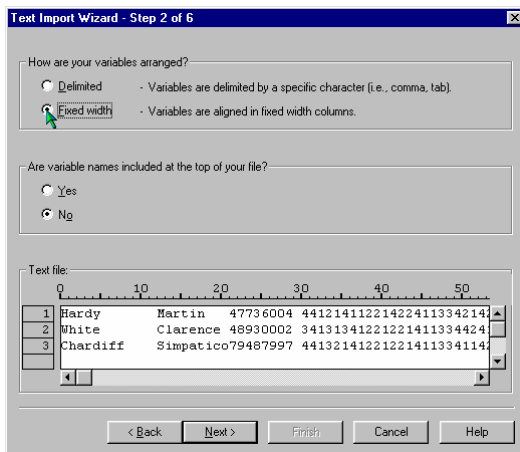 Text Import Wizard - Step 2 of 6
How are your variables arranged?
Delimited - Variables are delimited by a specific character (i.e., comma, tab).
Fixed width - Variables are aligned in fixed width columns.
Are variable names included at the top of your file?
Yes
No
Text file:
0 10 20 30 40 50
1 Hardy Martin 47736004 441214112214224113342142
2 White Clarence 48930002 341313412212214113344241
3 Chardiff Simpatico79487997 441321412212214113341142
< Back Next > Finish Cancel Help